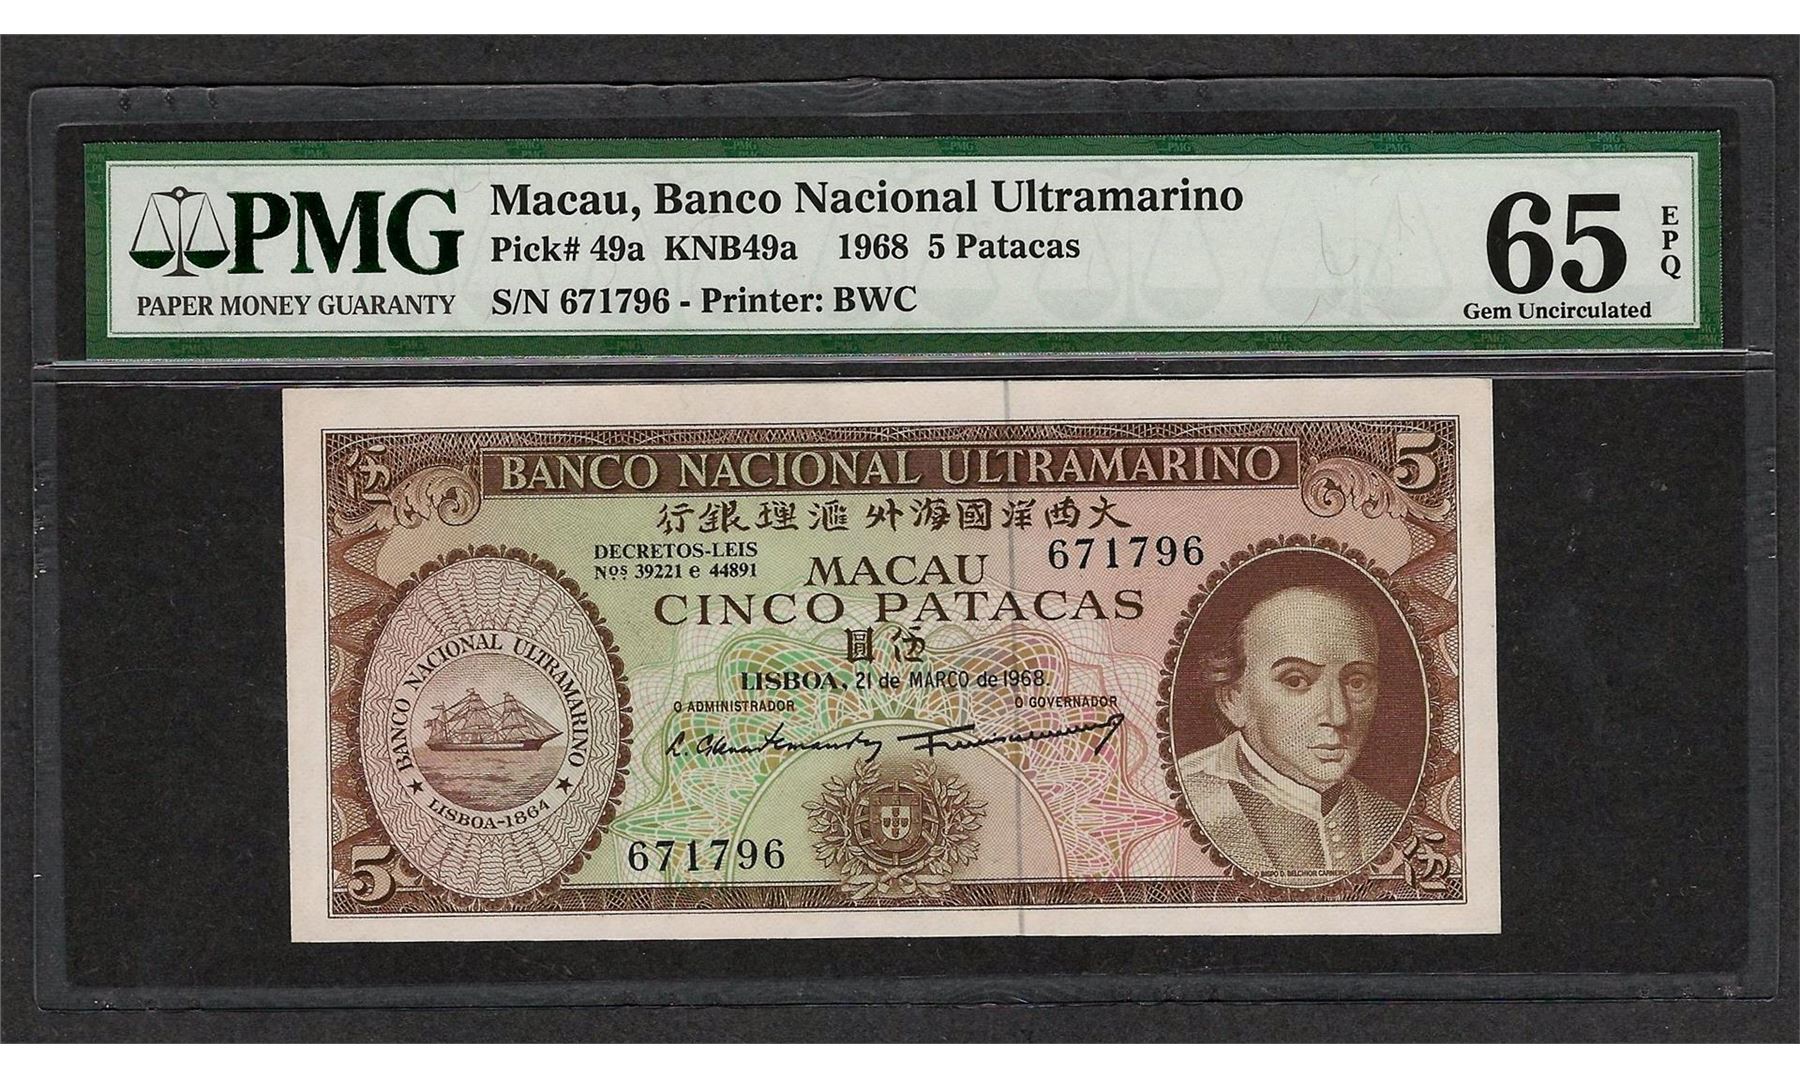 PMG
PAPER MONEY GUARANTY
Macau, Banco Nacional Ultramarino
Pick# 49a KNB49a 1968 5 Patacas
S/N 671796 - Printer: BWC
65
EPQ
Gem Uncirculated
伍
BANCO NACIONAL ULTRAMARINO
5
行銀理滙外海國洋西大
DECRETOS-LEIS
Nos. 39221 e 44891
MACAU
671796
CINCO PATACAS
圓伍
LISBOA, 21 de MARÇO de 1968.
O ADMINISTRADOR
O GOVERNADOR
BANCO NACIONAL ULTRAMARINO
LISBOA-1864
671796
5
O BISPO D. BELCHIOR CARNEIRO
伍